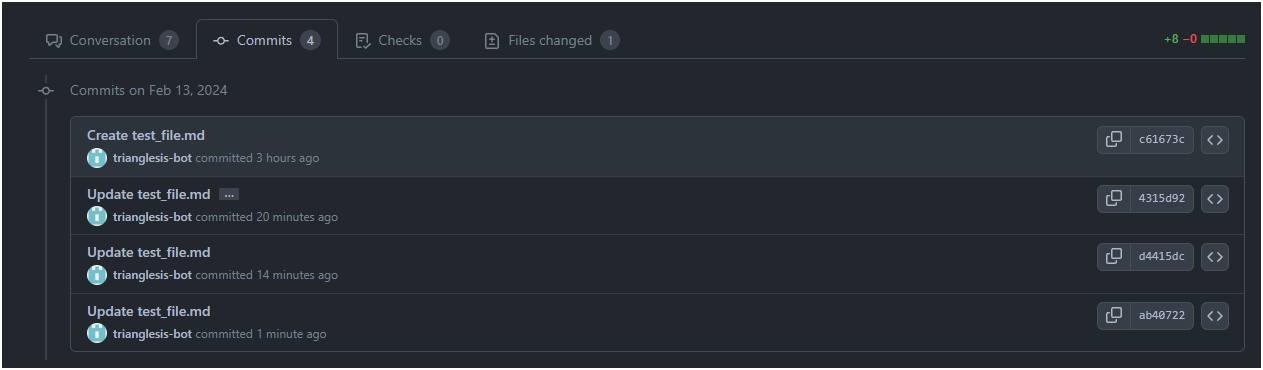 Conversation 7 Commits 4 Checks 0 Files changed 1 +8 −0
Commits on Feb 13, 2024
Create test_file.md
trianglesis-bot committed 3 hours ago
c61673c
Update test_file.md ...
trianglesis-bot committed 20 minutes ago
4315d92
Update test_file.md
trianglesis-bot committed 14 minutes ago
d4415dc
Update test_file.md
trianglesis-bot committed 1 minute ago
ab40722